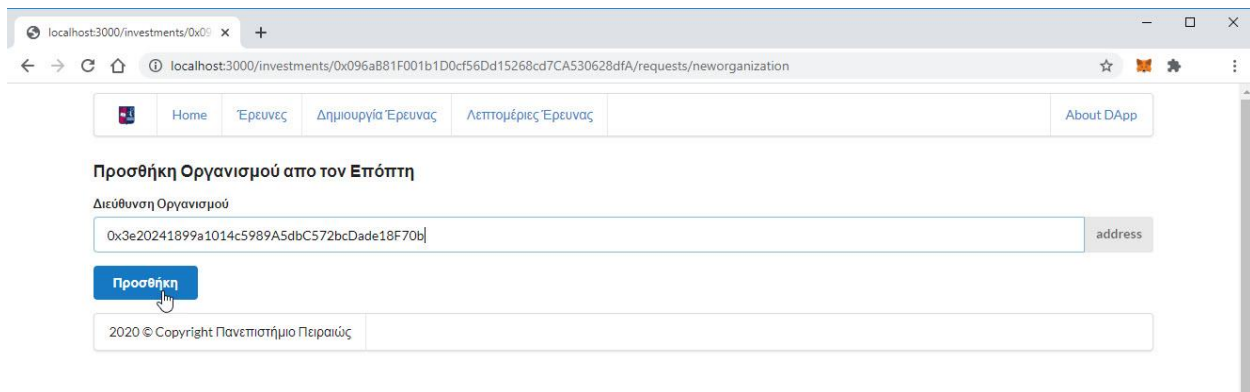 localhost:3000/investments/0x09
localhost:3000/investments/0x096aB81F001b1D0cf56Dd15268cd7CA530628dfA/requests/neworganization
Home Έρευνες Δημιουργία Έρευνας Λεπτομέριες Έρευνας About DApp
Προσθήκη Οργανισμού απο τον Επόπτη
Διεύθυνση Οργανισμού
0x3e20241899a1014c5989A5dbC572bcDade18F70b address
Προσθήκη
2020 © Copyright Πανεπιστήμιο Πειραιώς